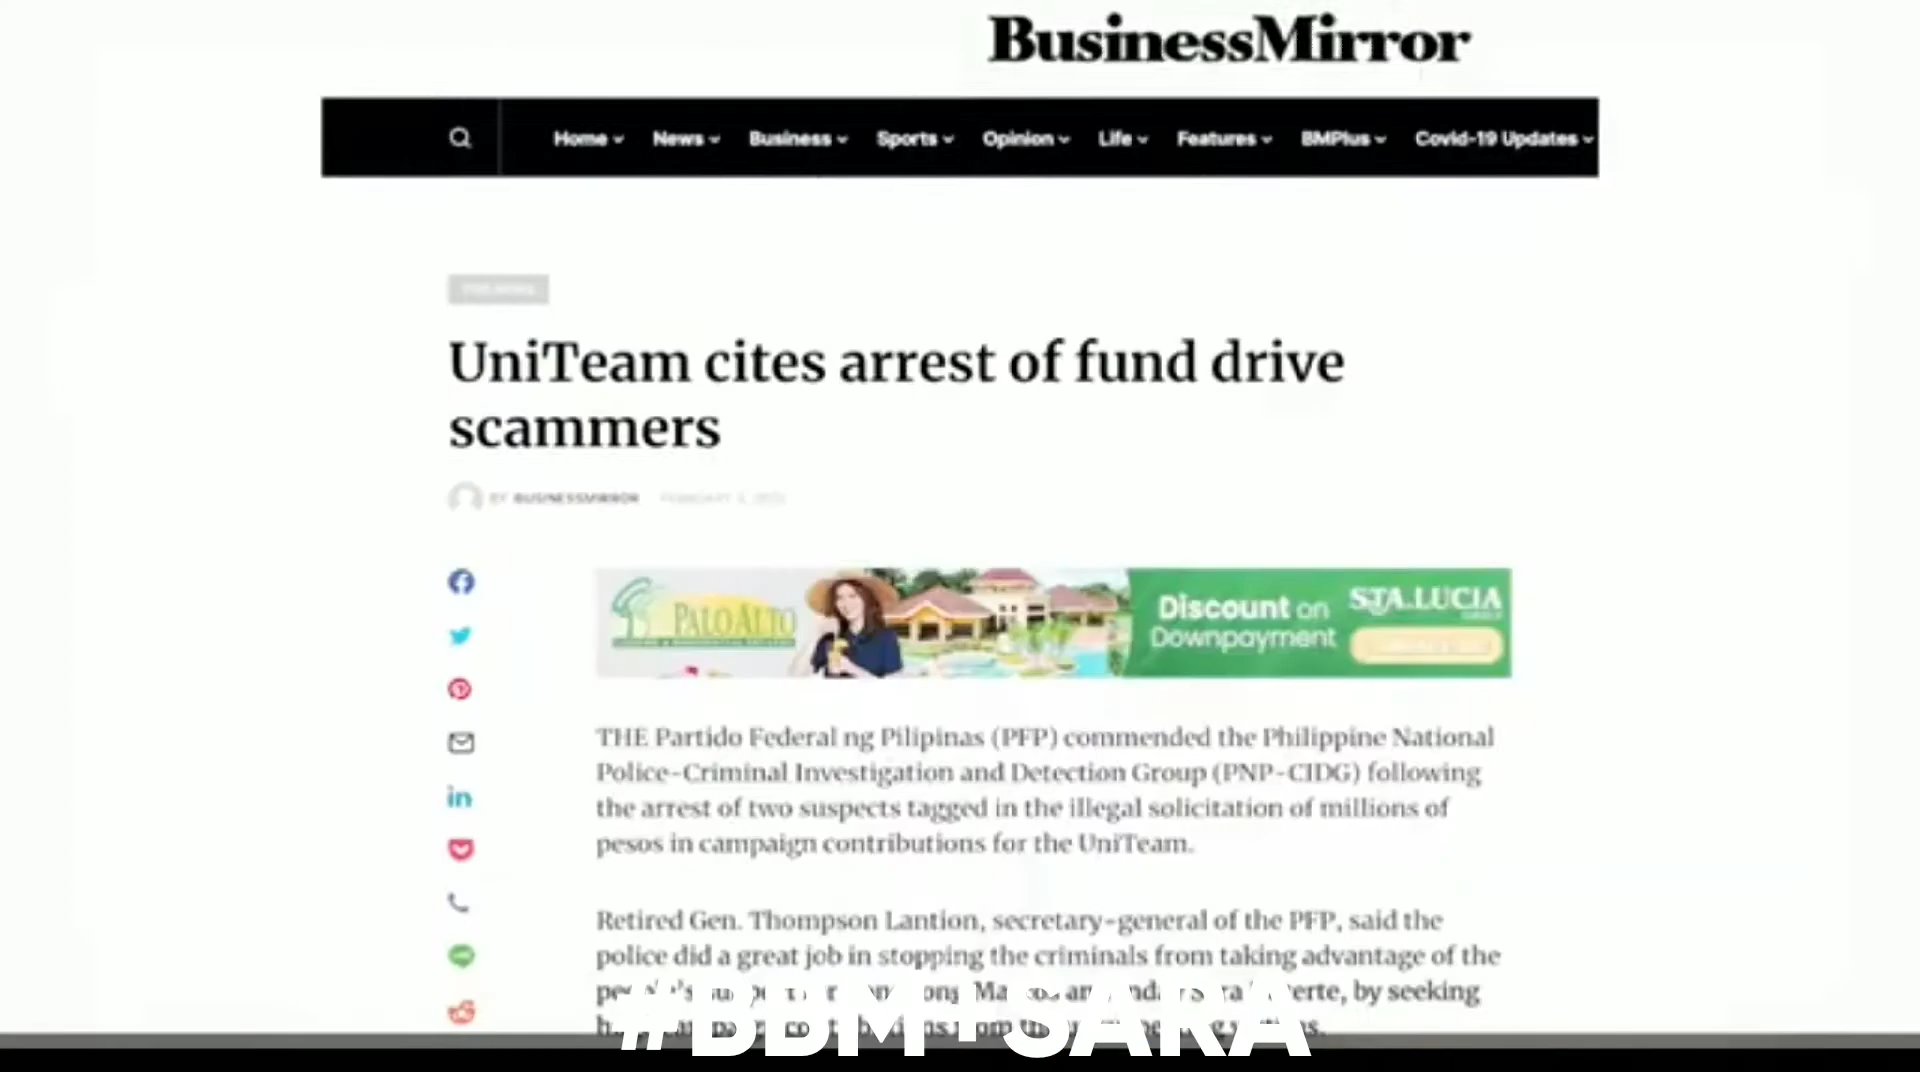 BusinessMirror
Home News Business Sports Opinion Life Features BMPlus Covid-19 Updates
UniTeam cites arrest of fund drive
scammers
BY BUSINESSMIRROR
PALO ALTO
Discount on
Downpayment
STA.LUCIA
THE Partido Federal ng Pilipinas (PFP) commended the Philippine National
Police-Criminal Investigation and Detection Group (PNP-CIDG) following
the arrest of two suspects tagged in the illegal solicitation of millions of
pesos in campaign contributions for the UniTeam.
Retired Gen. Thompson Lantion, secretary-general of the PFP, said the
police did a great job in stopping the criminals from taking advantage of the
by seeking
#BBM+SARA